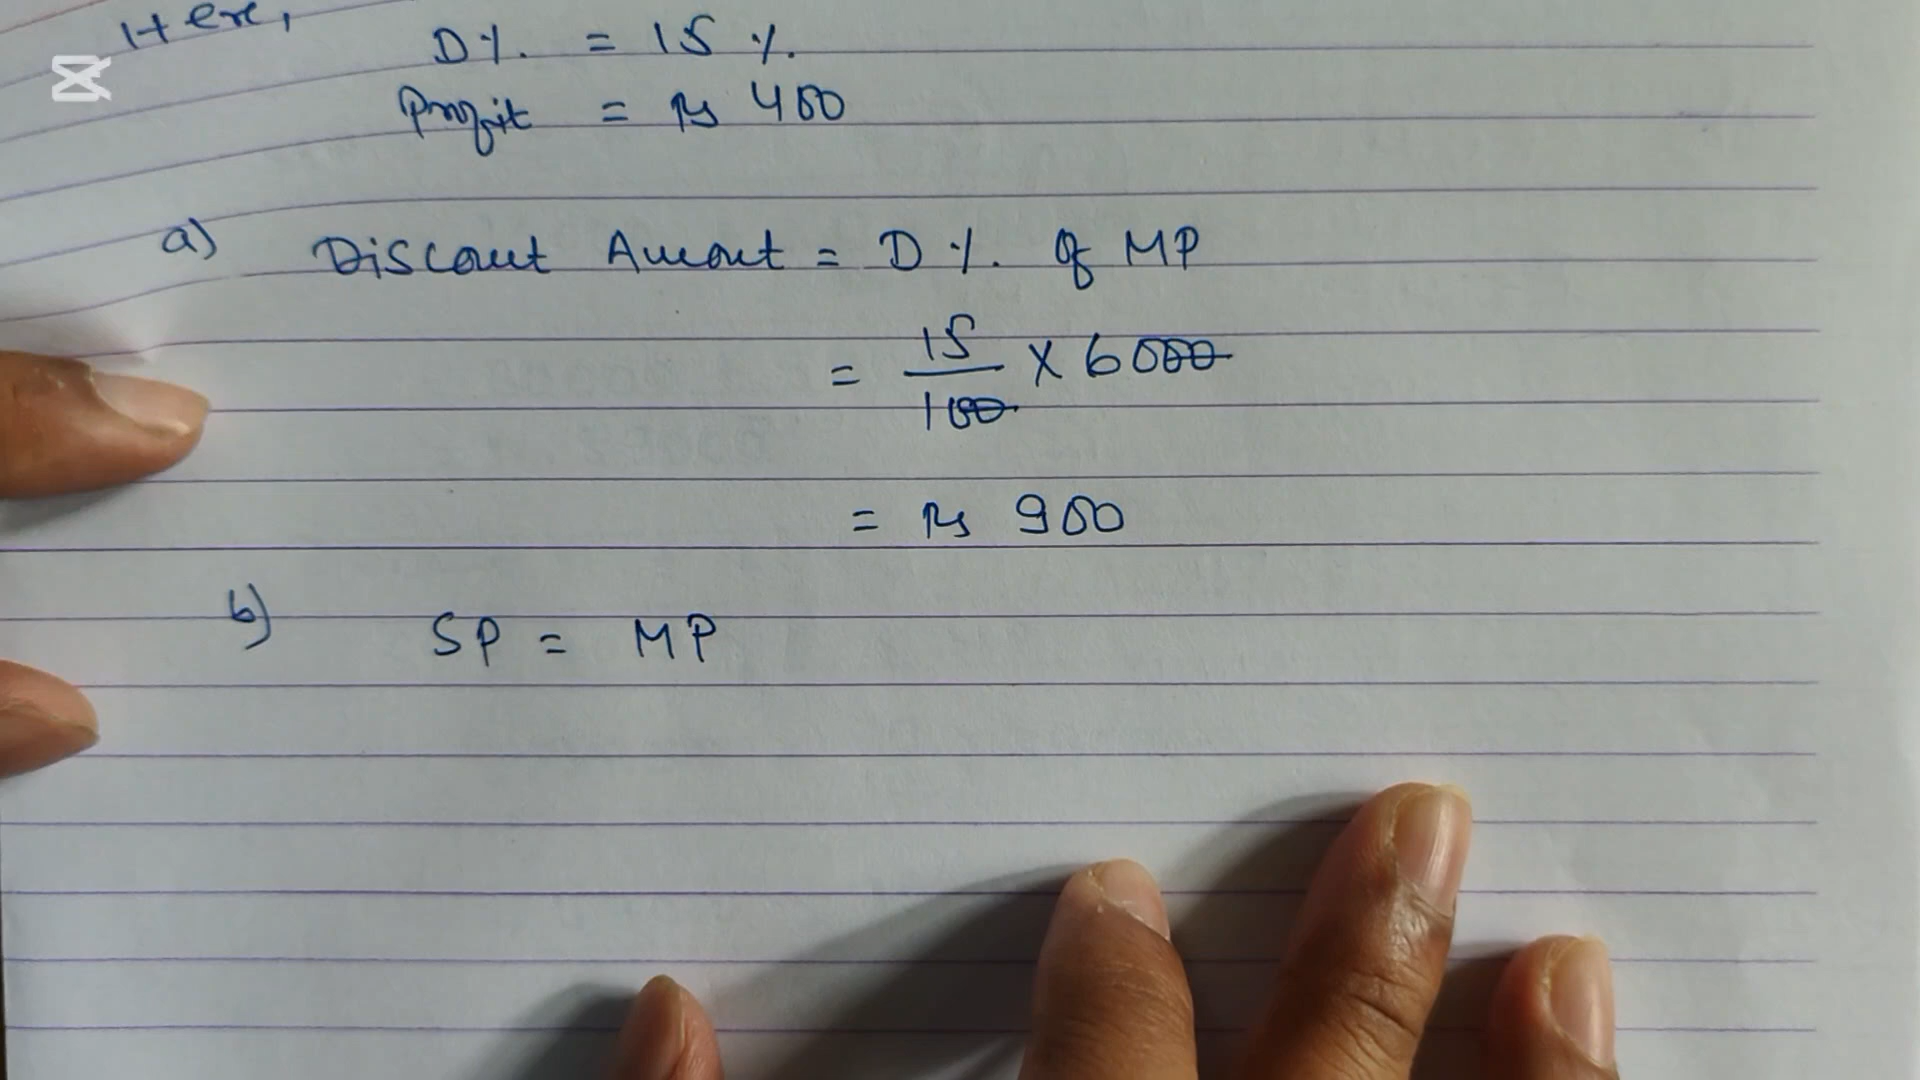 Here,
D%. = 15 %.
Profit = Rs 400
a) Discount Amount = D%. of MP
= 15/100 × 6000
= Rs 900
b) SP = MP